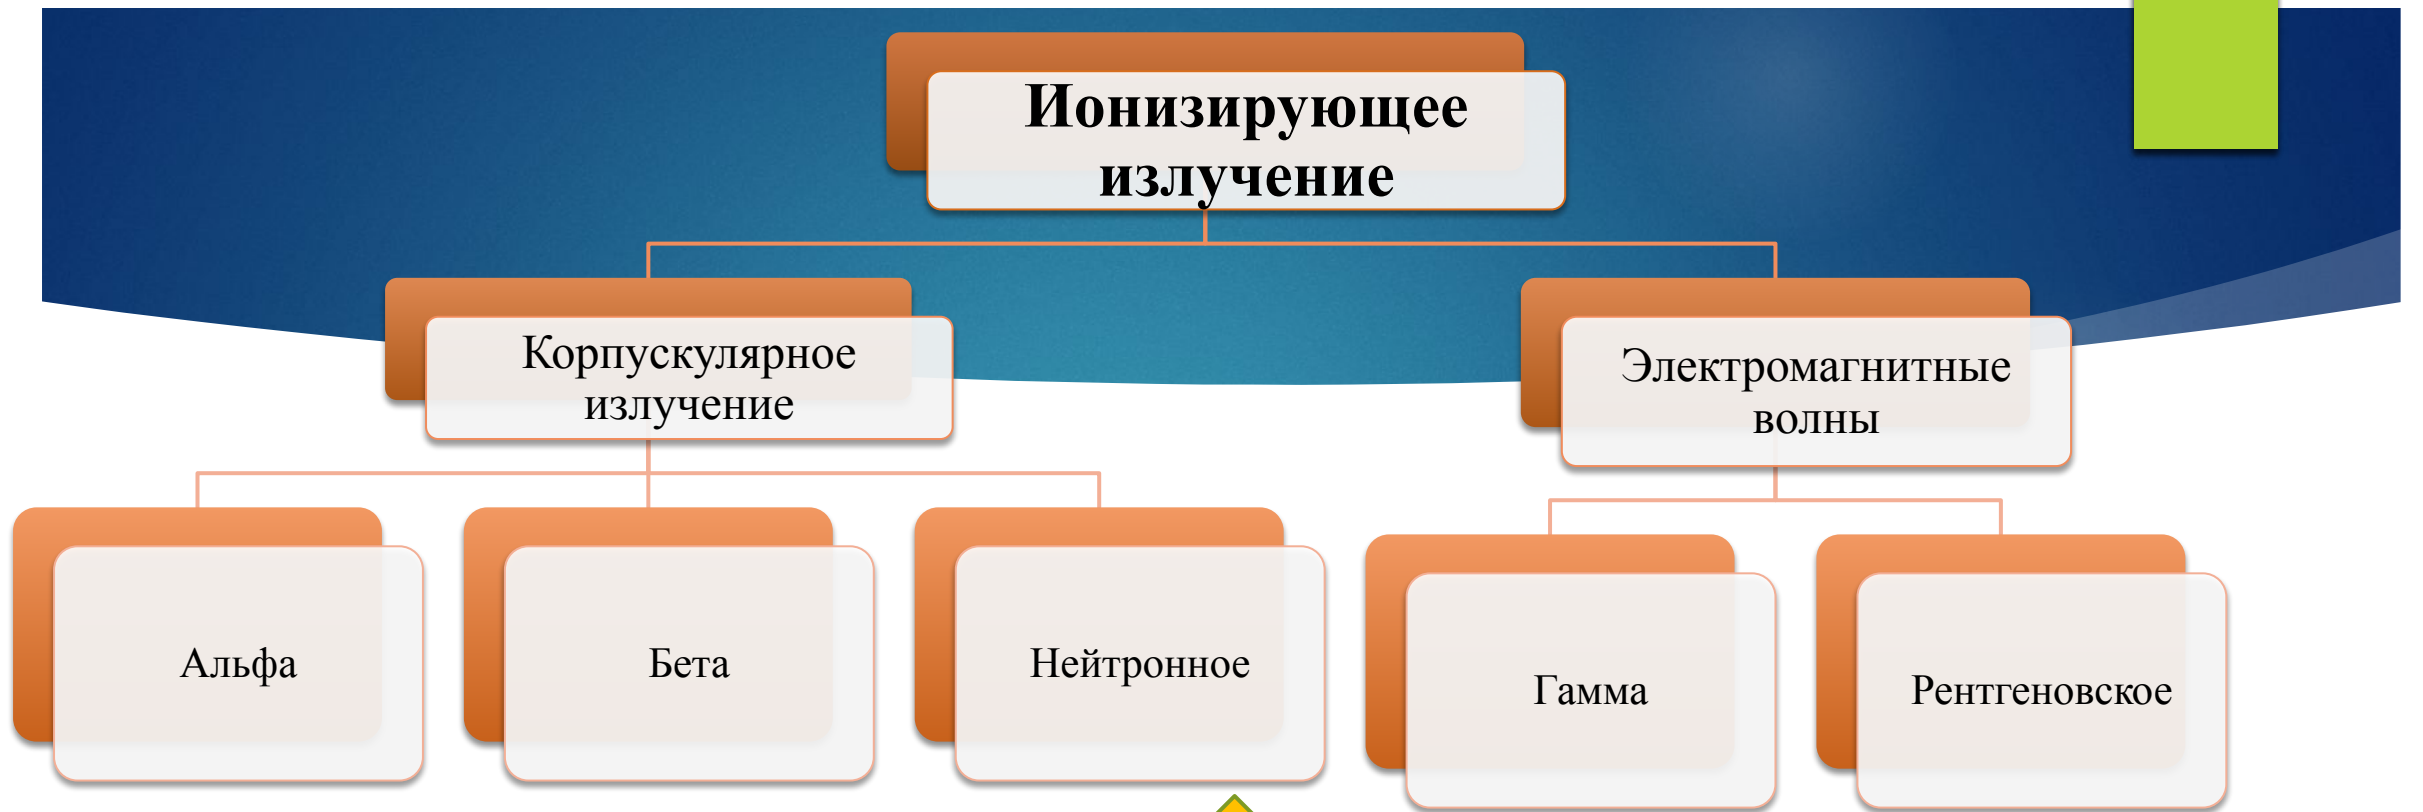 Ионизирующее
излучение
Корпускулярное
излучение
Электромагнитные
волны
Альфа
Бета
Нейтронное
Гамма
Рентгеновское